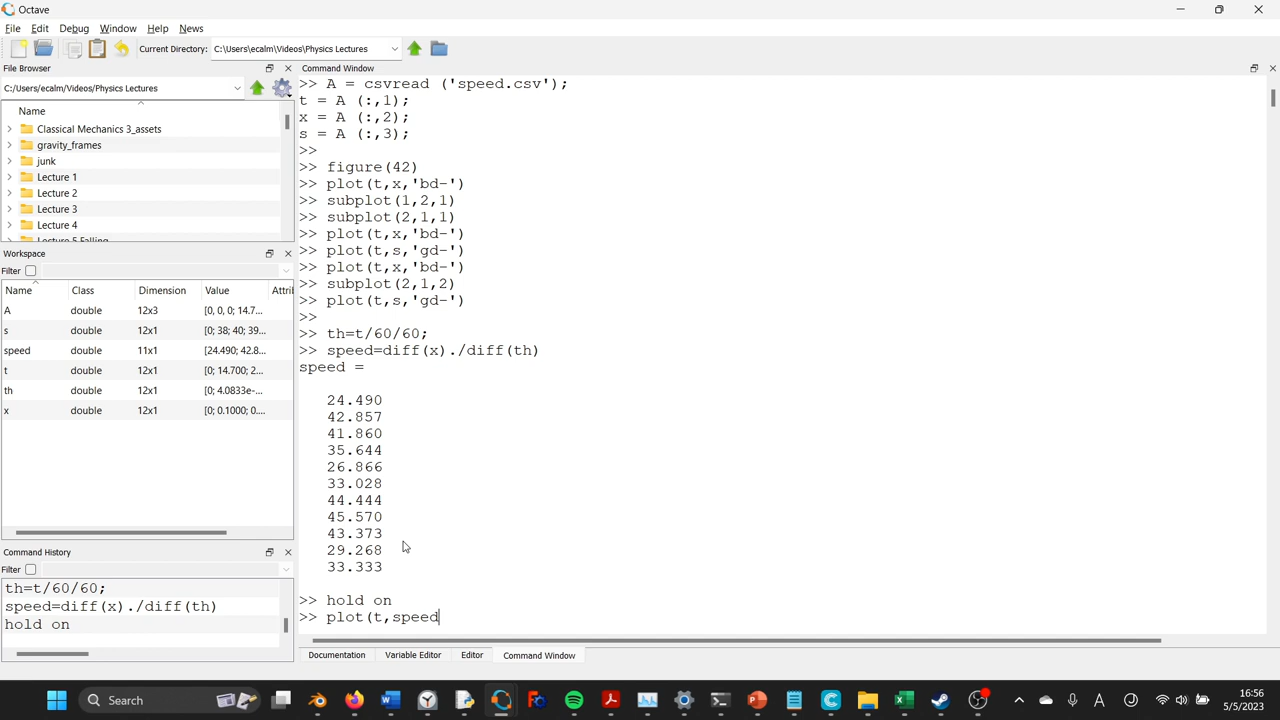 Octave
File Edit Debug Window Help News
Current Directory: C:\Users\ecalm\Videos\Physics Lectures
File Browser
C:/Users/ecalm/Videos/Physics Lectures
Name
Classical Mechanics 3_assets
gravity_frames
junk
Lecture 1
Lecture 2
Lecture 3
Lecture 4
Lecture 5 Falling
Workspace
Filter
Name Class Dimension Value Attri
A double 12x3 [0, 0, 0; 14.7...
s double 12x1 [0; 38; 40; 39...
speed double 11x1 [24.490; 42.8...
t double 12x1 [0; 14.700; 2...
th double 12x1 [0; 4.0833e-...
x double 12x1 [0; 0.1000; 0....
Command History
Filter
th=t/60/60;
speed=diff(x)./diff(th)
hold on
Command Window
>> A = csvread ('speed.csv');
t = A (:,1);
x = A (:,2);
s = A (:,3);
>>
>> figure(42)
>> plot(t,x,'bd-')
>> subplot(1,2,1)
>> subplot(2,1,1)
>> plot(t,x,'bd-')
>> plot(t,s,'gd-')
>> plot(t,x,'bd-')
>> subplot(2,1,2)
>> plot(t,s,'gd-')
>>
>> th=t/60/60;
>> speed=diff(x)./diff(th)
speed =
24.490
42.857
41.860
35.644
26.866
33.028
44.444
45.570
43.373
29.268
33.333
>> hold on
>> plot(t,speed
Documentation Variable Editor Editor Command Window
Search
16:56
5/5/2023